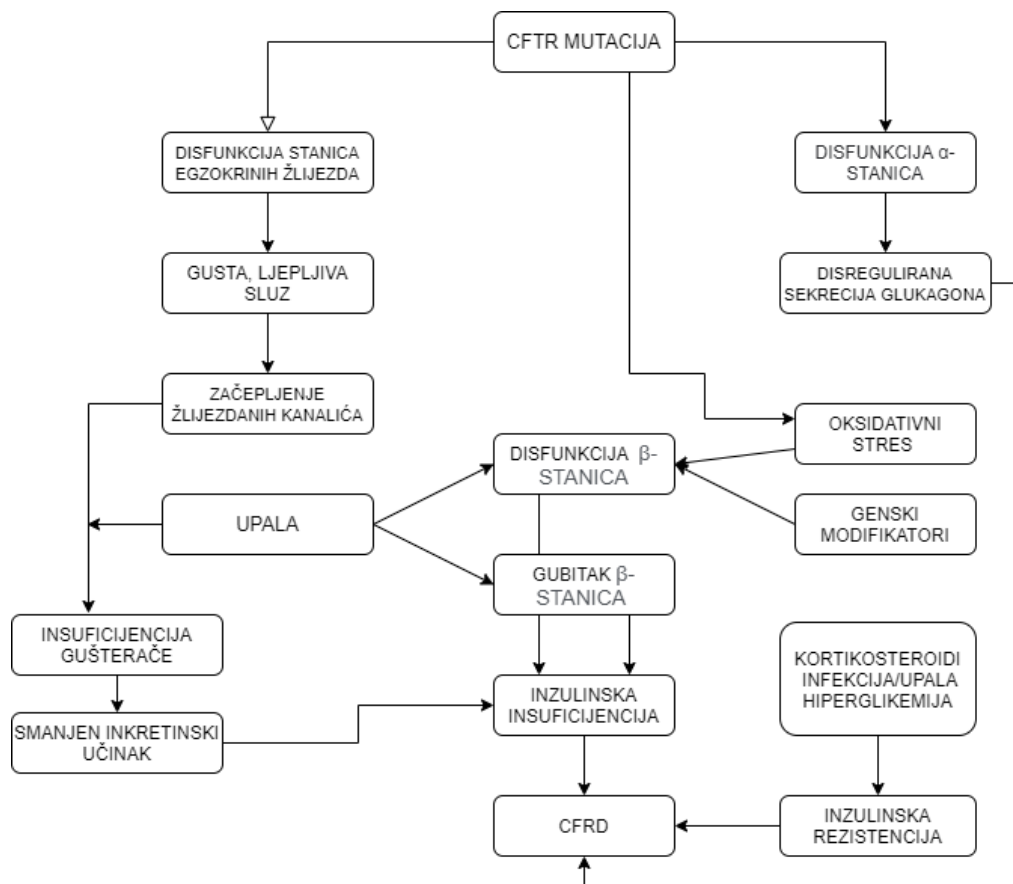 CFTR MUTACIJA
DISFUNKCIJA STANICA
EGZOKRINIH ŽLIJEZDA
DISFUNKCIJA α-
STANICA
GUSTA, LJEPLJIVA
SLUZ
DISREGULIRANA
SEKRECIJA GLUKAGONA
ZAČEPLJENJE
ŽLIJEZDANIH KANALIĆA
OKSIDATIVNI
STRES
DISFUNKCIJA β-
STANICA
UPALA
GENSKI
MODIFIKATORI
GUBITAK β-
STANICA
INSUFICIJENCIJA
GUŠTERAČE
KORTIKOSTEROIDI
INFEKCIJA/UPALA
HIPERGLIKEMIJA
INZULINSKA
INSUFICIJENCIJA
SMANJEN INKRETINSKI
UČINAK
CFRD
INZULINSKA
REZISTENCIJA